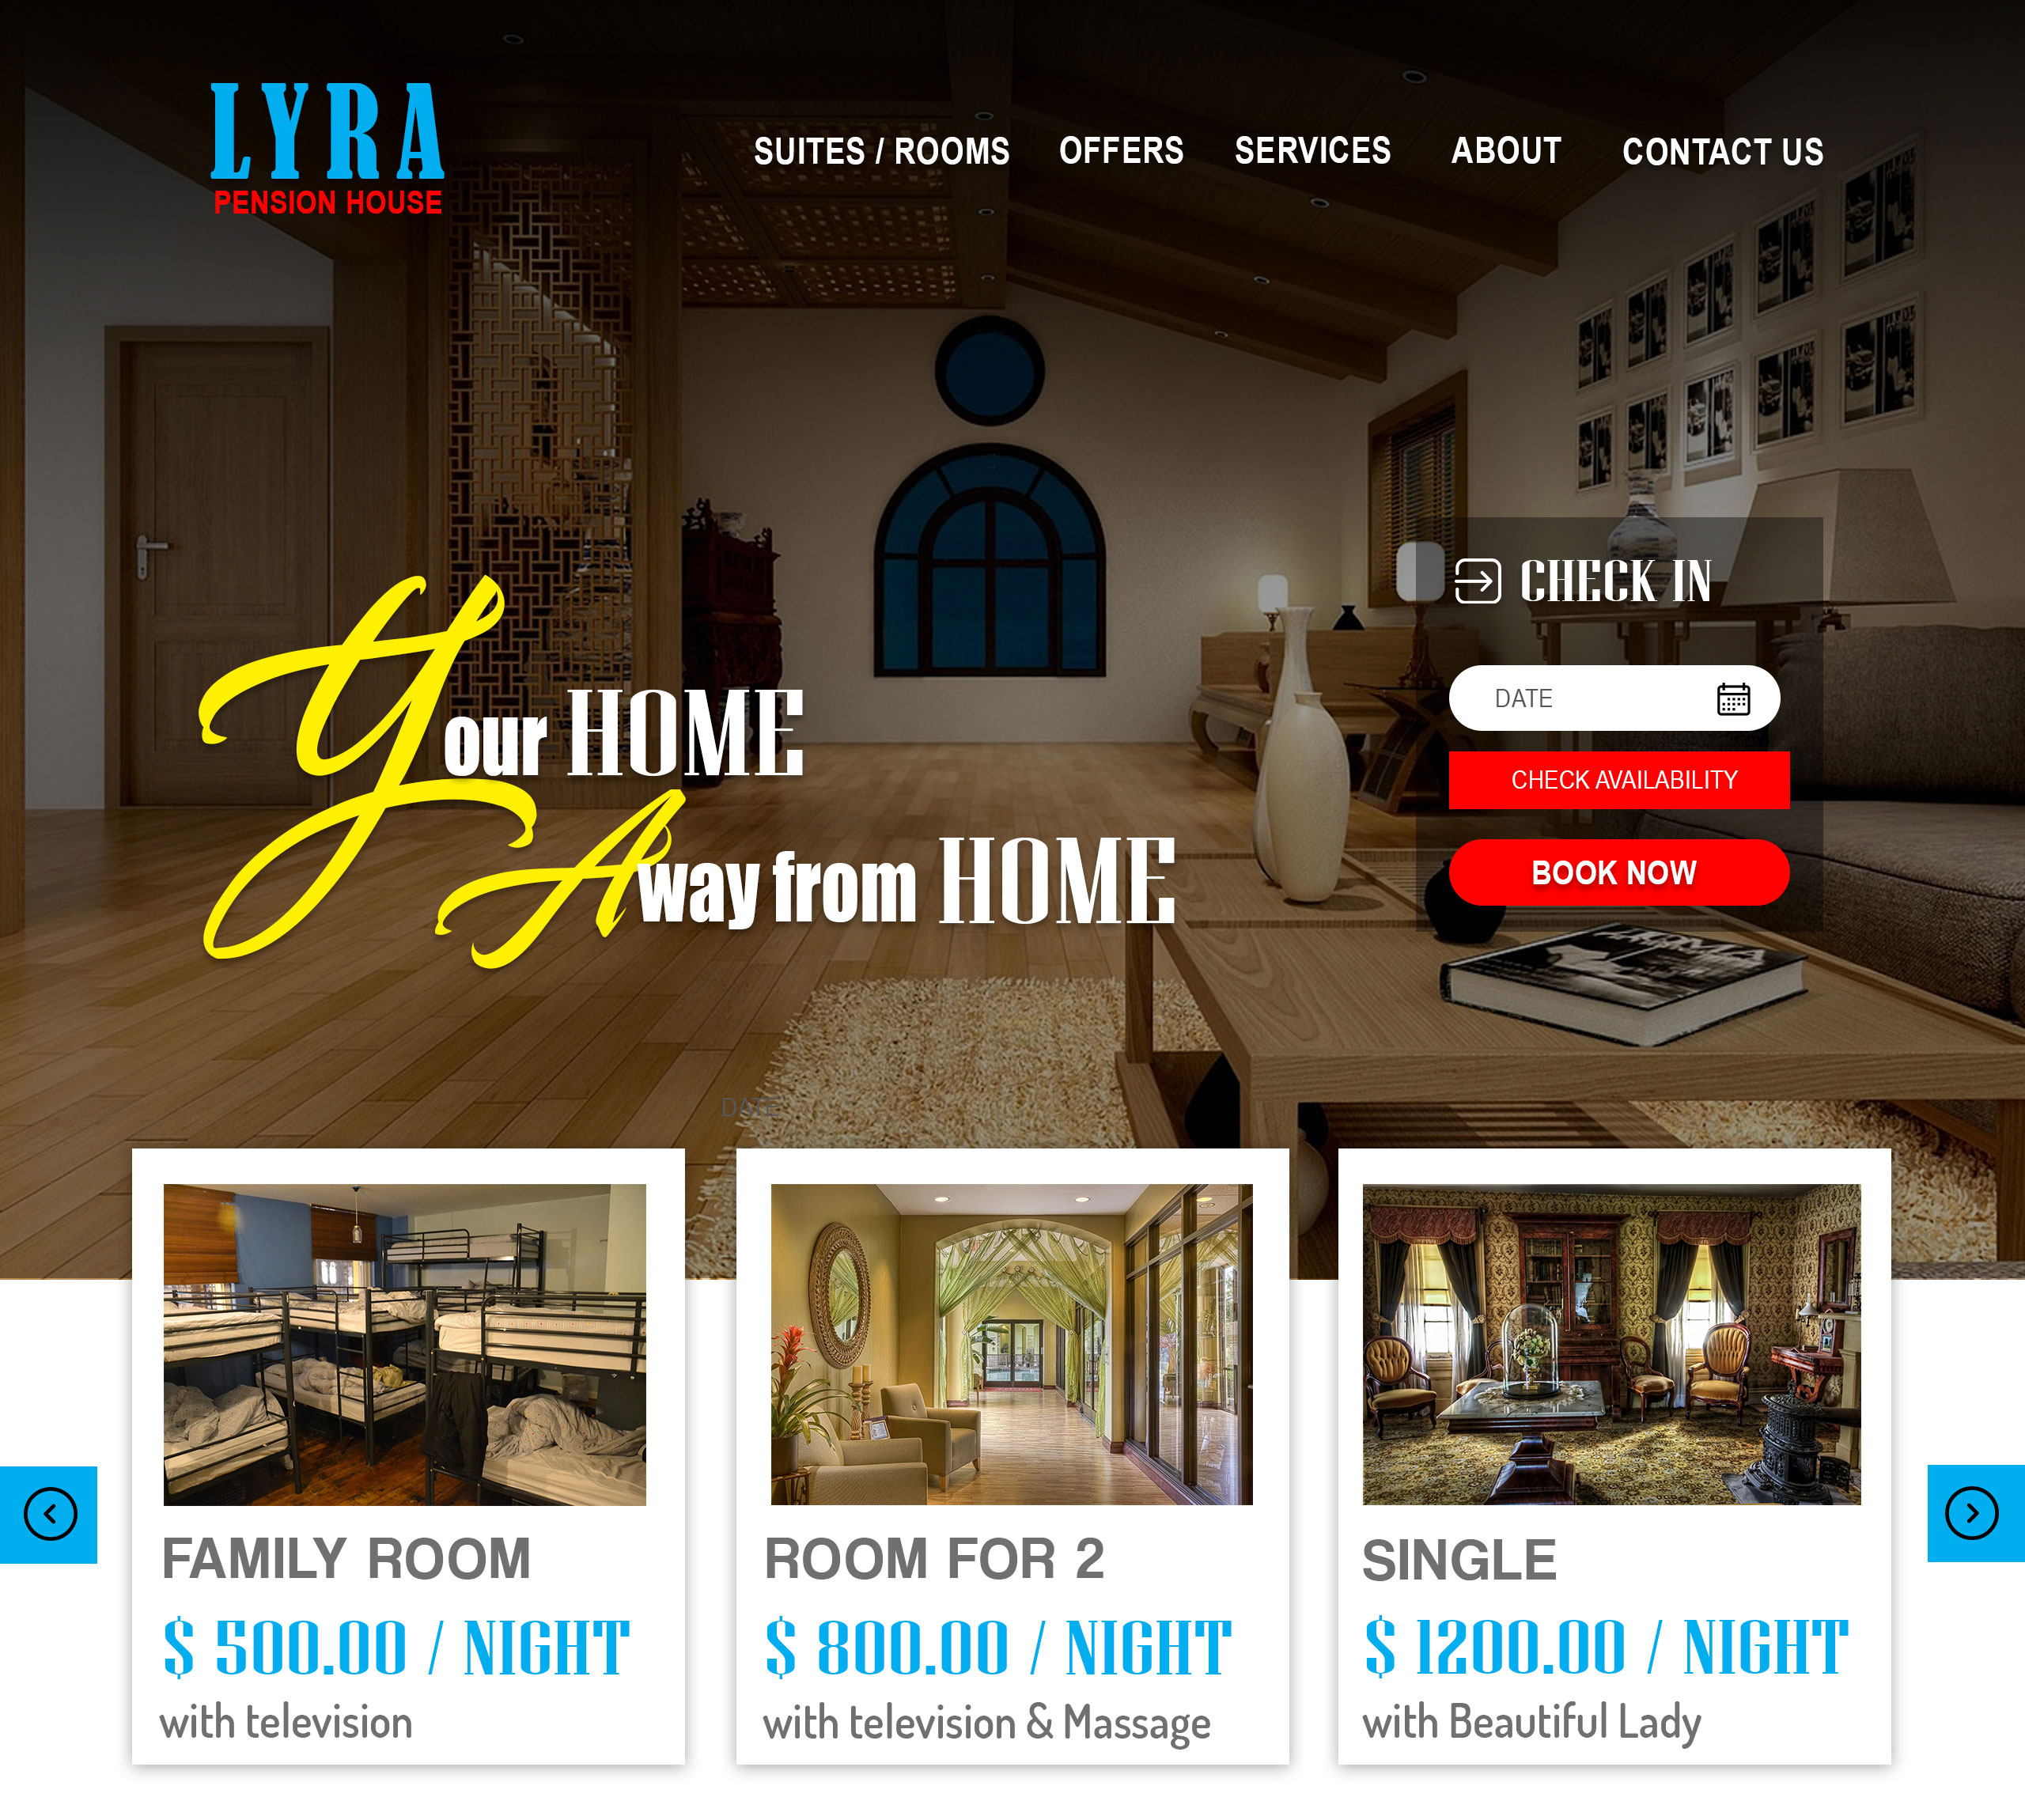 LYRA
PENSION HOUSE
SUITES / ROOMS
OFFERS
SERVICES
ABOUT
CONTACT US
Your HOME
Away from HOME
CHECK IN
DATE
CHECK AVAILABILITY
BOOK NOW
DATE
FAMILY ROOM
$ 500.00 / NIGHT
with television
ROOM FOR 2
$ 800.00 / NIGHT
with television & Massage
SINGLE
$ 1200.00 / NIGHT
with Beautiful Lady